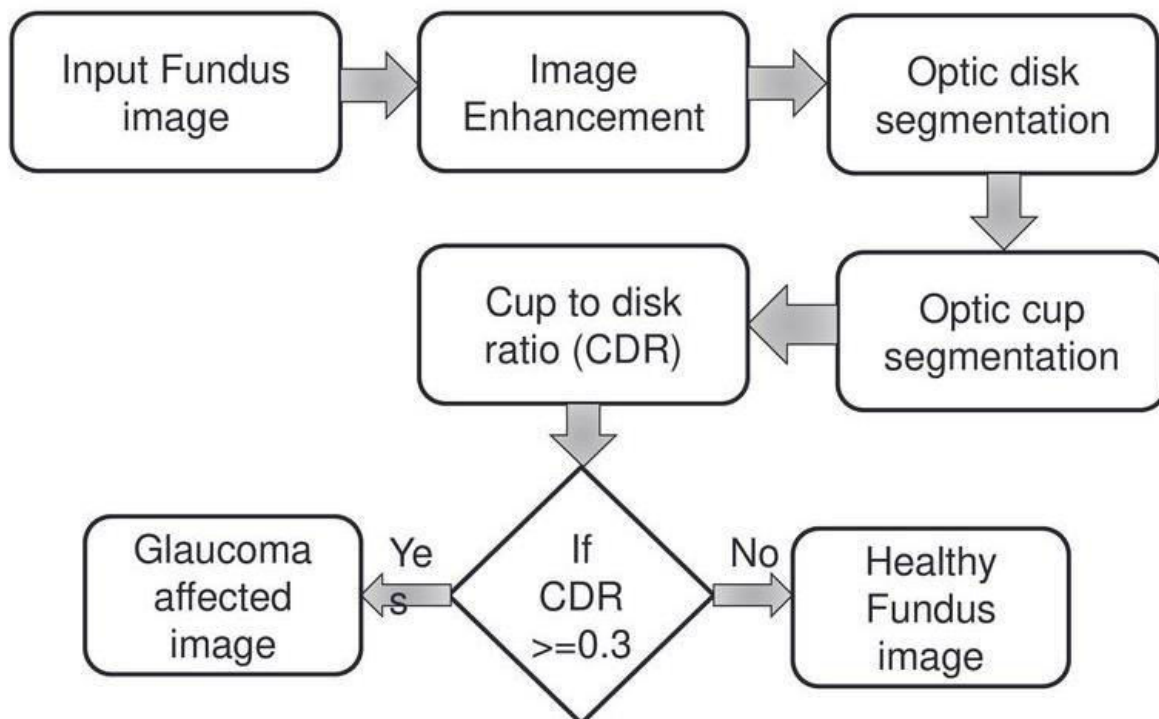 Input Fundus
image
Image
Enhancement
Optic disk
segmentation
Optic cup
segmentation
Cup to disk
ratio (CDR)
If
CDR
>=0.3
Ye
s
Glaucoma
affected
image
No
Healthy
Fundus
image